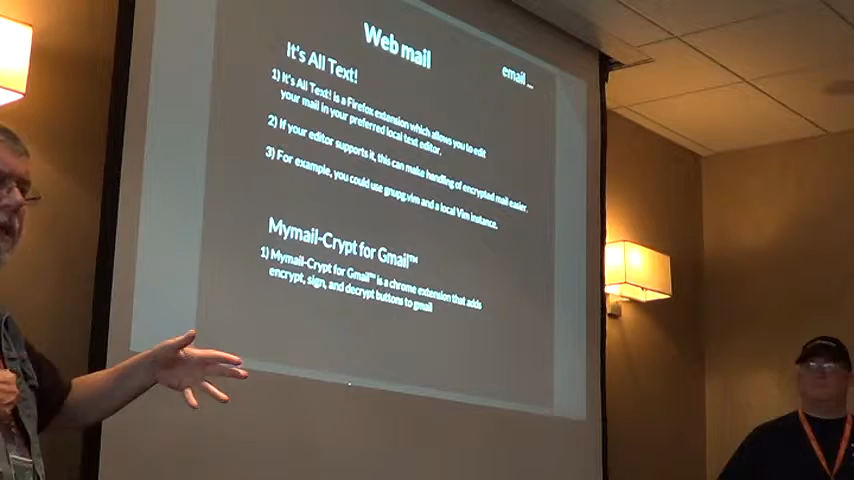 Web mail
email ...
It's All Text!
1) It's All Text! is a Firefox extension which allows you to edit
your mail in your preferred local text editor.
2) If your editor supports it, this can make handling of encrypted mail easier.
3) For example, you could use gnupg.vim and a local Vim instance.
Mymail-Crypt for Gmail™
1) Mymail-Crypt for Gmail™ is a chrome extension that adds
encrypt, sign, and decrypt buttons to gmail